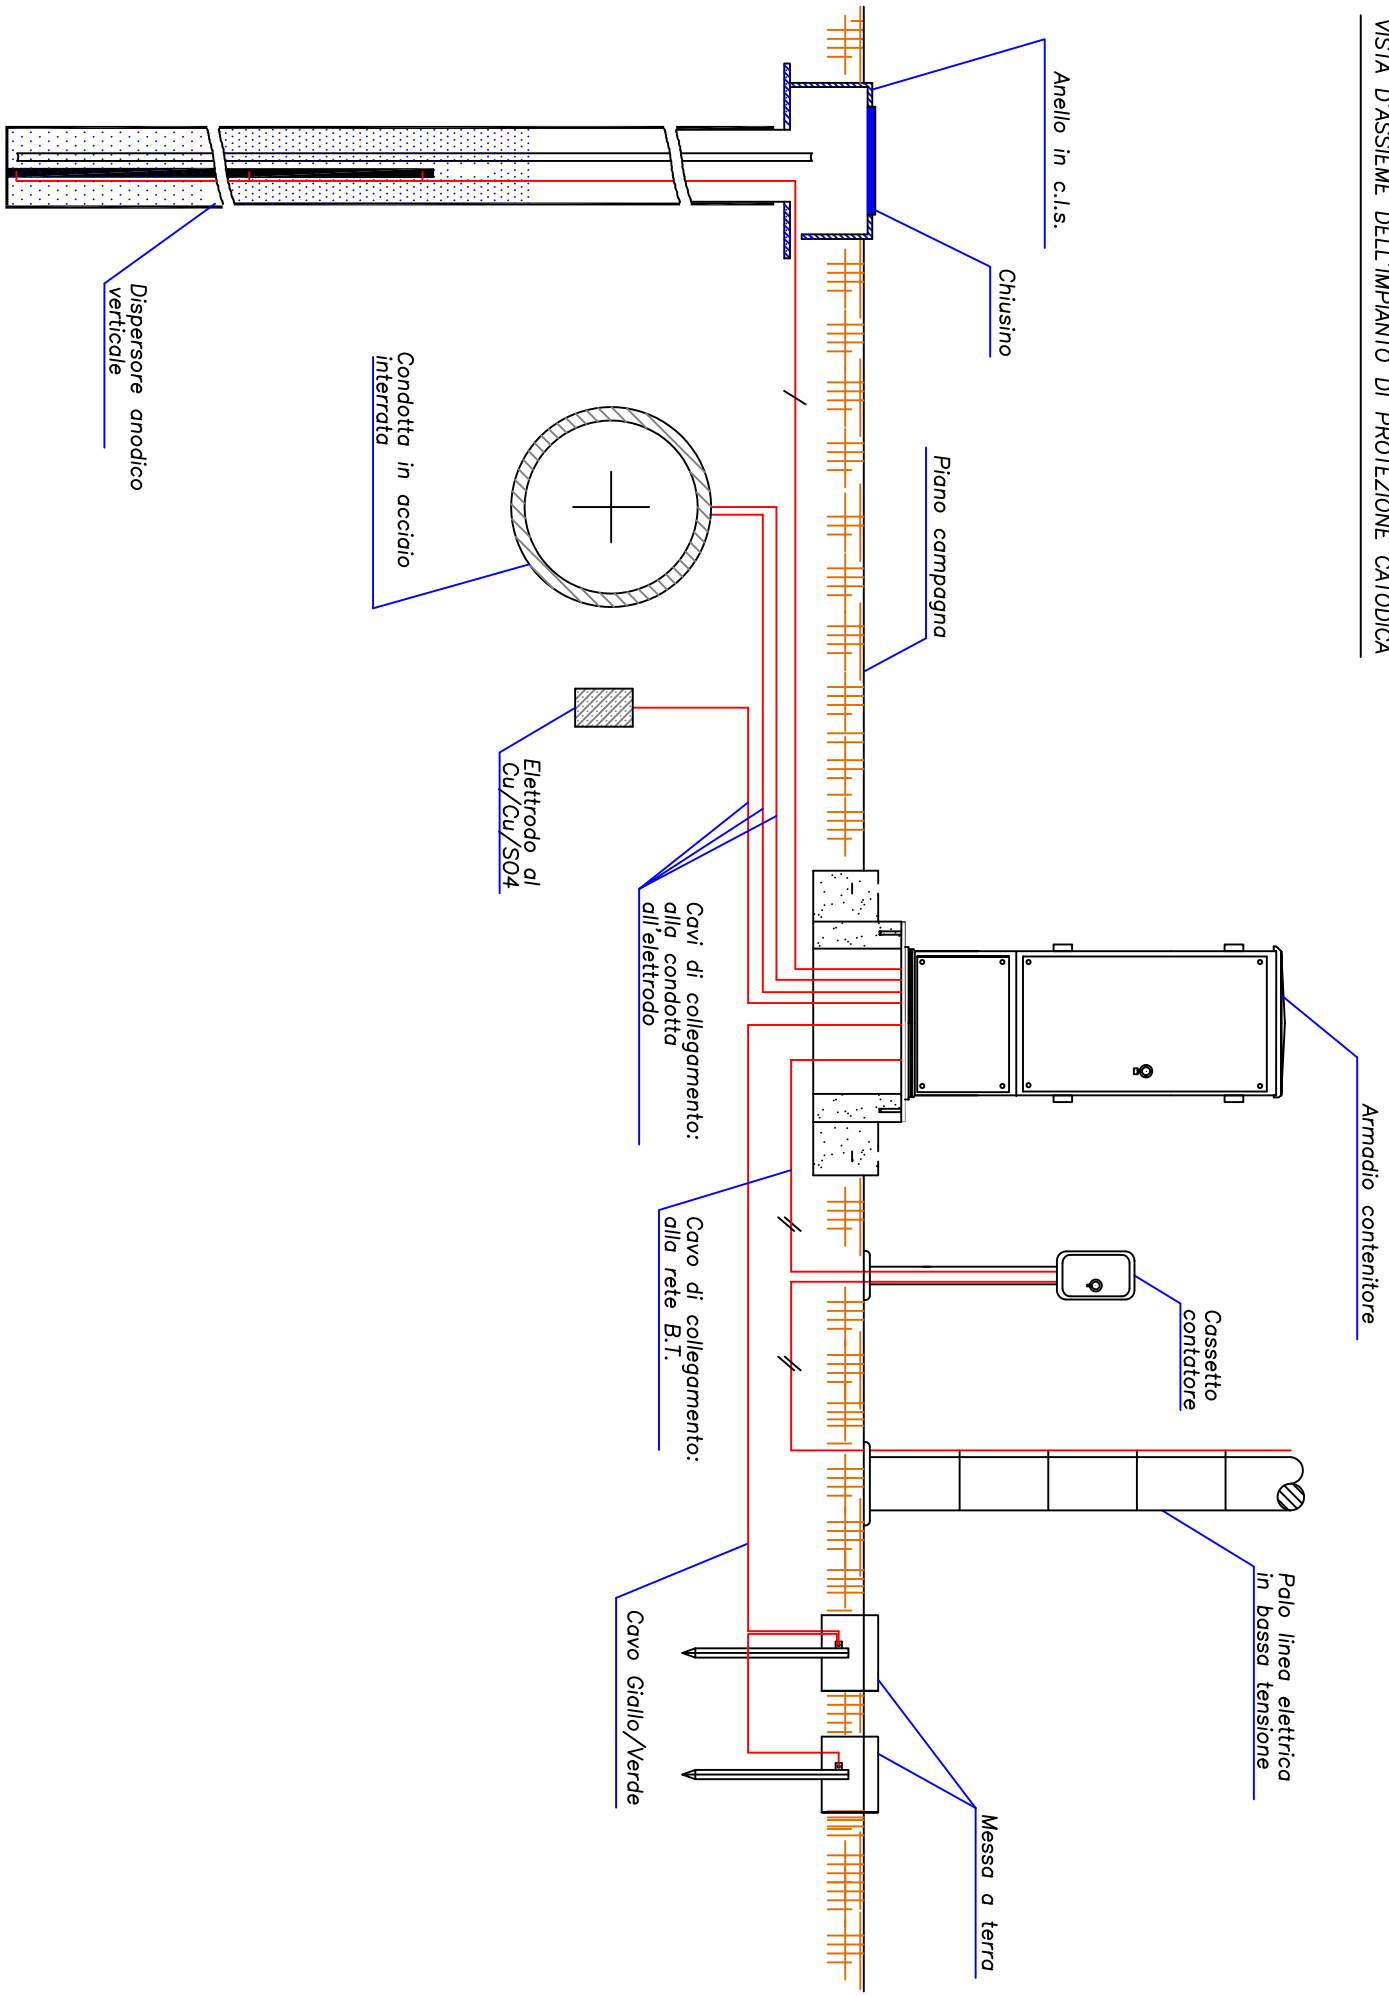 VISTA D'ASSIEME DELL'IMPIANTO DI PROTEZIONE CATODICA
Armadio contenitore
Anello in c.l.s.
Chiusino
Piano campagna
Cassetto
contatore
Palo linea elettrica
in bassa tensione
Messa a terra
Cavi di collegamento:
alla condotta
all'elettrodo
Cavo di collegamento:
alla rete B.T.
Cavo Giallo/Verde
Elettrodo al
Cu/Cu/SO4
Condotta in acciaio
interrata
Dispersore anodico
verticale